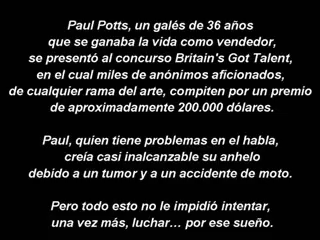 Paul Potts, un galés de 36 años
que se ganaba la vida como vendedor,
se presentó al concurso Britain's Got Talent,
en el cual miles de anónimos aficionados,
de cualquier rama del arte, compiten por un premio
de aproximadamente 200.000 dólares.
Paul, quien tiene problemas en el habla,
creía casi inalcanzable su anhelo
debido a un tumor y a un accidente de moto.
Pero todo esto no le impidió intentar,
una vez más, luchar… por ese sueño.